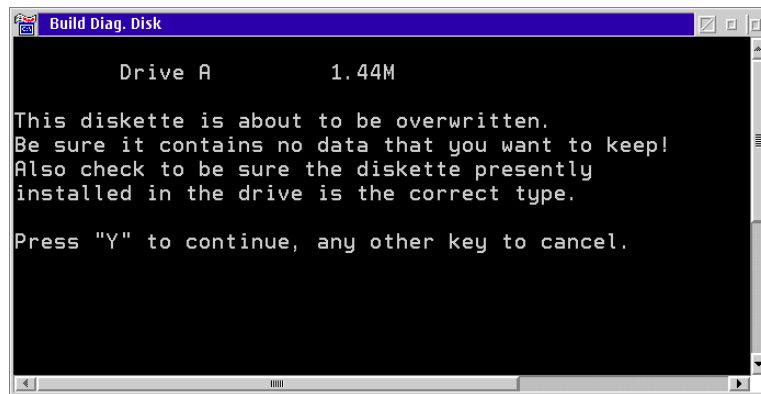 Build Diag. Disk
Drive A 1.44M
This diskette is about to be overwritten.
Be sure it contains no data that you want to keep!
Also check to be sure the diskette presently
installed in the drive is the correct type.
Press "Y" to continue, any other key to cancel.